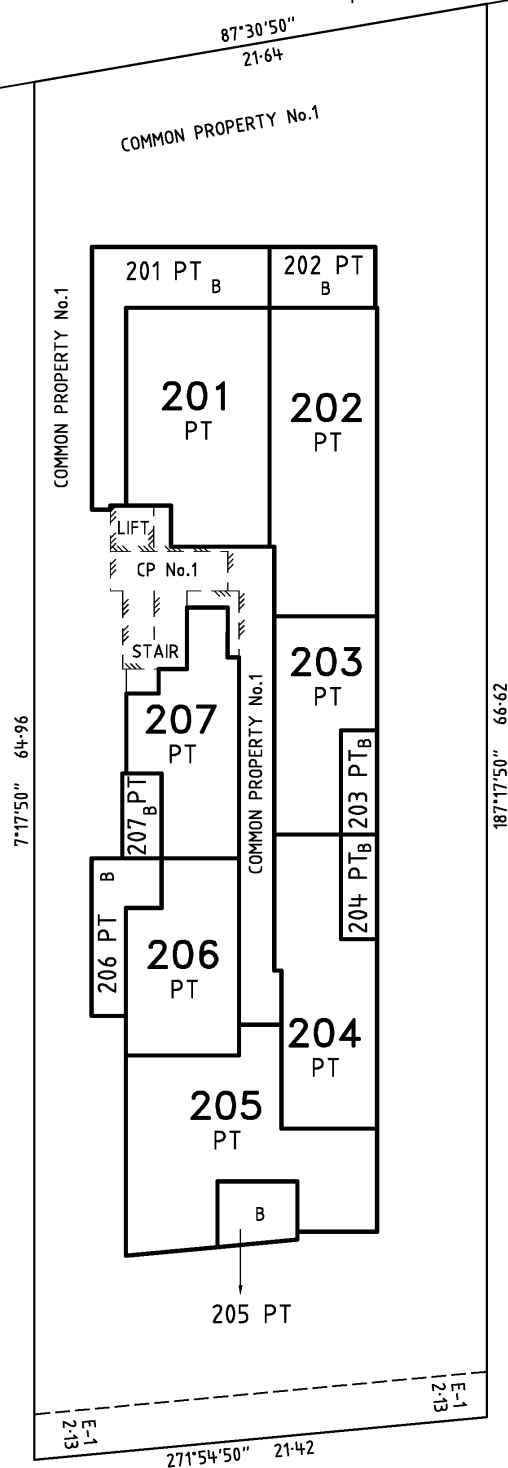 87°30'50"
21·64
COMMON PROPERTY No.1
201 PT
B
202 PT
B
COMMON PROPERTY No.1
201
PT
202
PT
LIFT
CP No.1
STAIR
203
PT
207
PT
203 PT B
COMMON PROPERTY No.1
7°17'50" 64·96
187°17'50" 66·62
207 PT
B
204 PT B
B
206 PT
206
PT
204
PT
205
PT
B
205 PT
E-1
2·13
E-1
2·13
271°54'50" 21·42